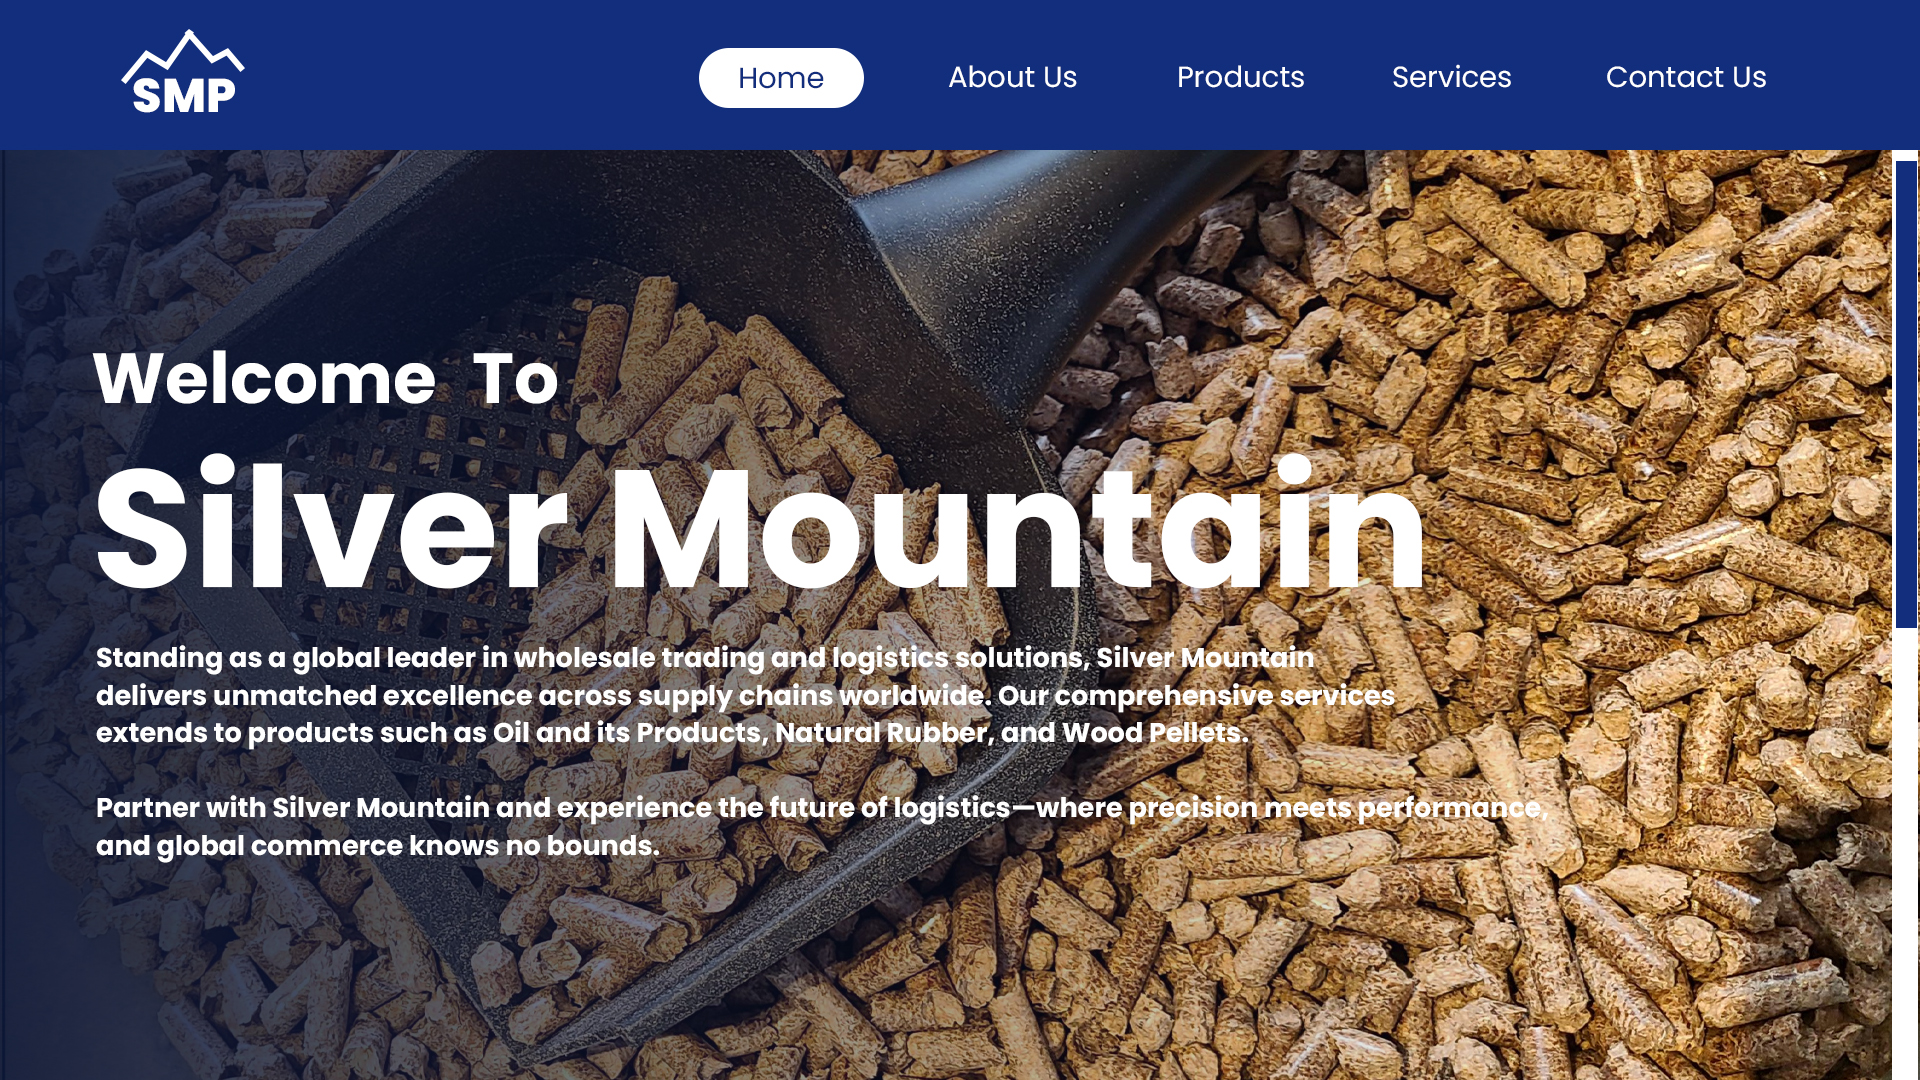 SMP
Home
About Us
Products
Services
Contact Us
Welcome To
Silver Mountain
Standing as a global leader in wholesale trading and logistics solutions, Silver Mountain
delivers unmatched excellence across supply chains worldwide. Our comprehensive services
extends to products such as Oil and its Products, Natural Rubber, and Wood Pellets.
Partner with Silver Mountain and experience the future of logistics—where precision meets performance,
and global commerce knows no bounds.